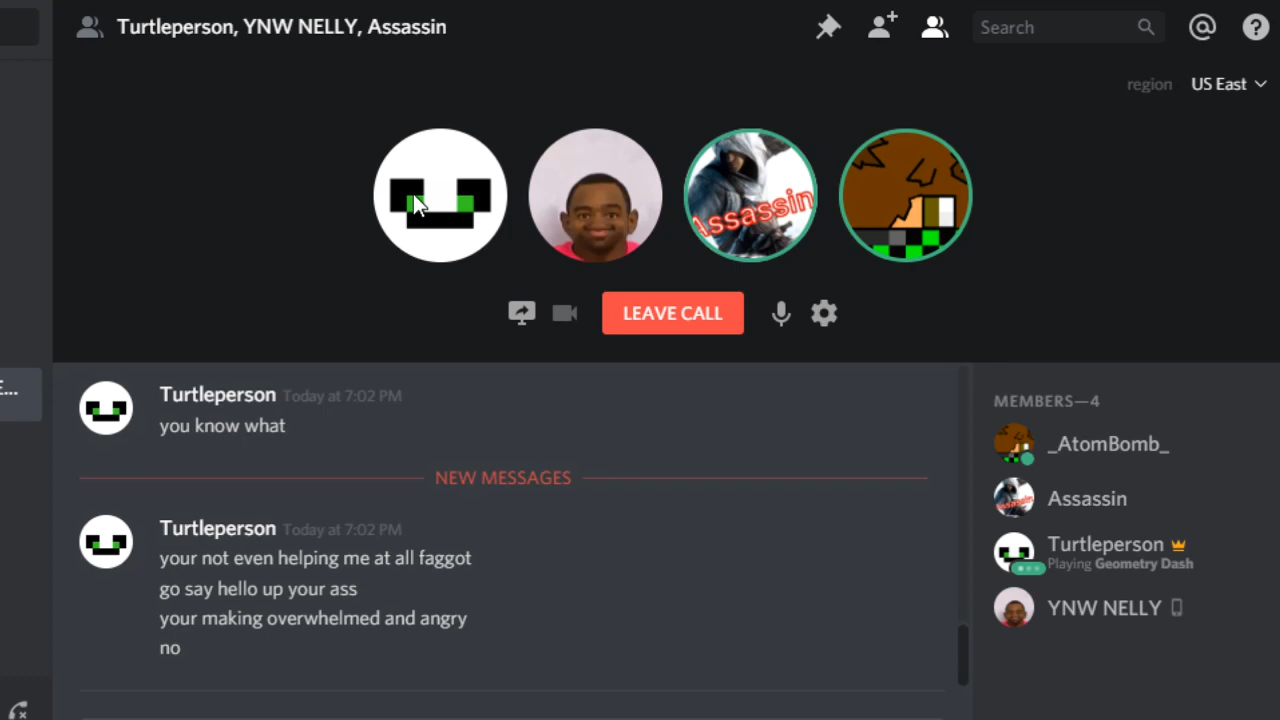 Turtleperson, YNW NELLY, Assassin
Search
region US East
Assassin
LEAVE CALL
E...
Turtleperson Today at 7:02 PM
you know what
NEW MESSAGES
Turtleperson Today at 7:02 PM
your not even helping me at all faggot
go say hello up your ass
your making overwhelmed and angry
no
MEMBERS—4
_AtomBomb_
Assassin
Turtleperson
Playing Geometry Dash
YNW NELLY